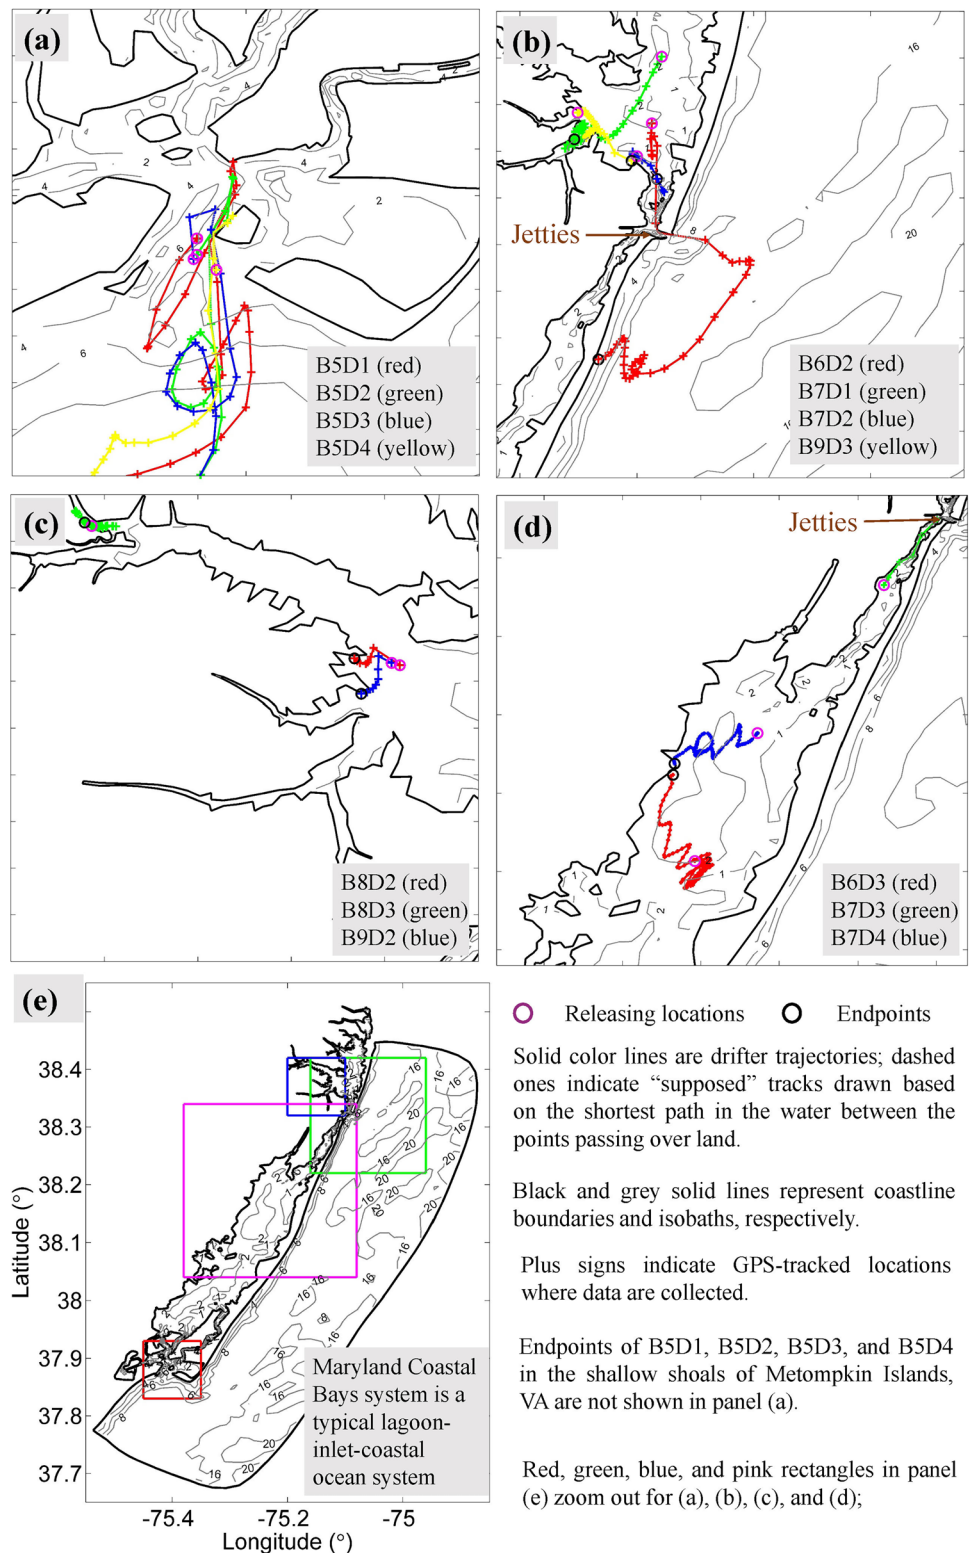 (a)
B5D1 (red)
B5D2 (green)
B5D3 (blue)
B5D4 (yellow)
(b)
Jetties
B6D2 (red)
B7D1 (green)
B7D2 (blue)
B9D3 (yellow)
(c)
B8D2 (red)
B8D3 (green)
B9D2 (blue)
(d)
Jetties
B6D3 (red)
B7D3 (green)
B7D4 (blue)
(e)
38.4
38.3
38.2
38.1
38
37.9
37.8
37.7
Latitude (°)
-75.4
-75.2
-75
Longitude (°)
Maryland Coastal
Bays system is a
typical lagoon-
inlet-coastal
ocean system
Releasing locations
Endpoints
Solid color lines are drifter trajectories; dashed
ones indicate “supposed” tracks drawn based
on the shortest path in the water between the
points passing over land.
Black and grey solid lines represent coastline
boundaries and isobaths, respectively.
Plus signs indicate GPS-tracked locations
where data are collected.
Endpoints of B5D1, B5D2, B5D3, and B5D4
in the shallow shoals of Metompkin Islands,
VA are not shown in panel (a).
Red, green, blue, and pink rectangles in panel
(e) zoom out for (a), (b), (c), and (d);